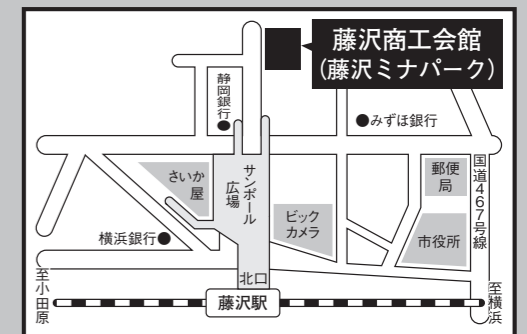 藤沢商工会館
(藤沢ミナパーク)
静岡銀行
みずほ銀行
さいか
屋
サンポール
広場
郵便
局
国道467号線
ビック
カメラ
横浜銀行
市役所
北口
至小田原
藤沢駅
至横浜